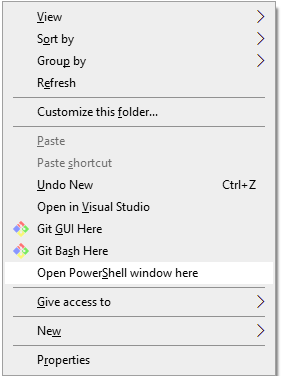 View
Sort by
Group by
Refresh
Customize this folder...
Paste
Paste shortcut
Undo New Ctrl+Z
Open in Visual Studio
Git GUI Here
Git Bash Here
Open PowerShell window here
Give access to
New
Properties